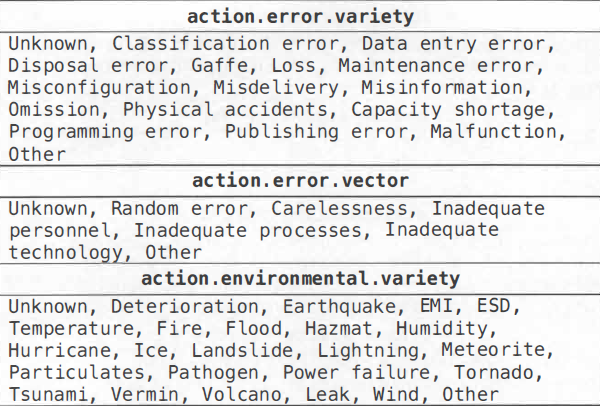 action.error.variety
Unknown, Classification error, Data entry error,
Disposal error, Gaffe, Loss, Maintenance error,
Misconfiguration, Misdelivery, Misinformation,
Omission, Physical accidents, Capacity shortage,
Programming error, Publishing error, Malfunction,
Other
action.error.vector
Unknown, Random error, Carelessness, Inadequate
personnel, Inadequate processes, Inadequate
technology, Other
action.environmental.variety
Unknown, Deterioration, Earthquake, EMI, ESD,
Temperature, Fire, Flood, Hazmat, Humidity,
Hurricane, Ice, Landslide, Lightning, Meteorite,
Particulates, Pathogen, Power failure, Tornado,
Tsunami, Vermin, Volcano, Leak, Wind, Other